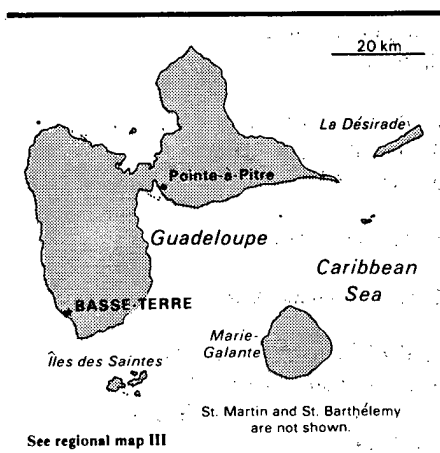 20 km
La Désirade
Pointe-à-Pitre
Guadeloupe
Caribbean
Sea
BASSE-TERRE
Marie-
Galante
Îles des Saintes
St. Martin and St. Barthélemy
are not shown.
See regional map III